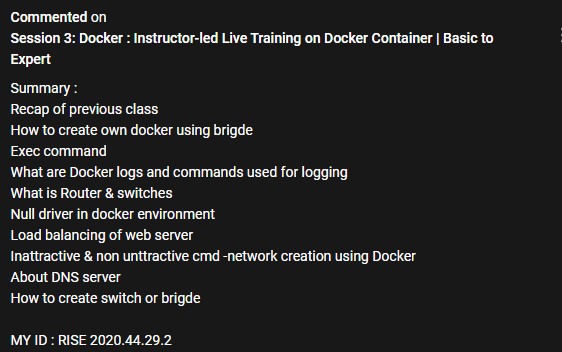 Commented on
Session 3: Docker : Instructor-led Live Training on Docker Container | Basic to
Expert
Summary :
Recap of previous class
How to create own docker using brigde
Exec command
What are Docker logs and commands used for logging
What is Router & switches
Null driver in docker environment
Load balancing of web server
Inattractive & non unttractive cmd -network creation using Docker
About DNS server
How to create switch or brigde
MY ID : RISE 2020.44.29.2